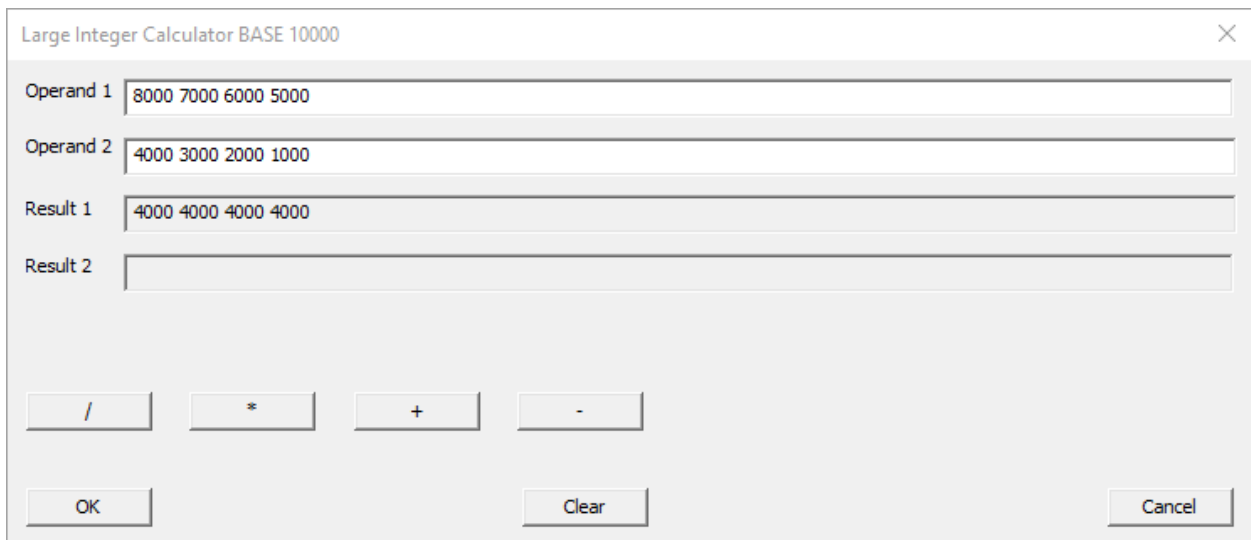 Large Integer Calculator BASE 10000
Operand 1 8000 7000 6000 5000
Operand 2 4000 3000 2000 1000
Result 1 4000 4000 4000 4000
Result 2
/ * + -
OK Clear Cancel